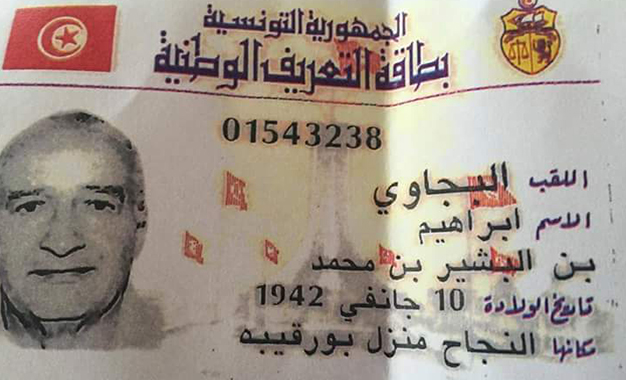 الجمهورية التونسية
بطاقة التعريف الوطنية
01543238
اللقب البجاوي
الاسم ابراهيم
بن البشير بن محمد
تاريخ الولادة 10 جانفي 1942
مكانها النجاح منزل بورقيبه